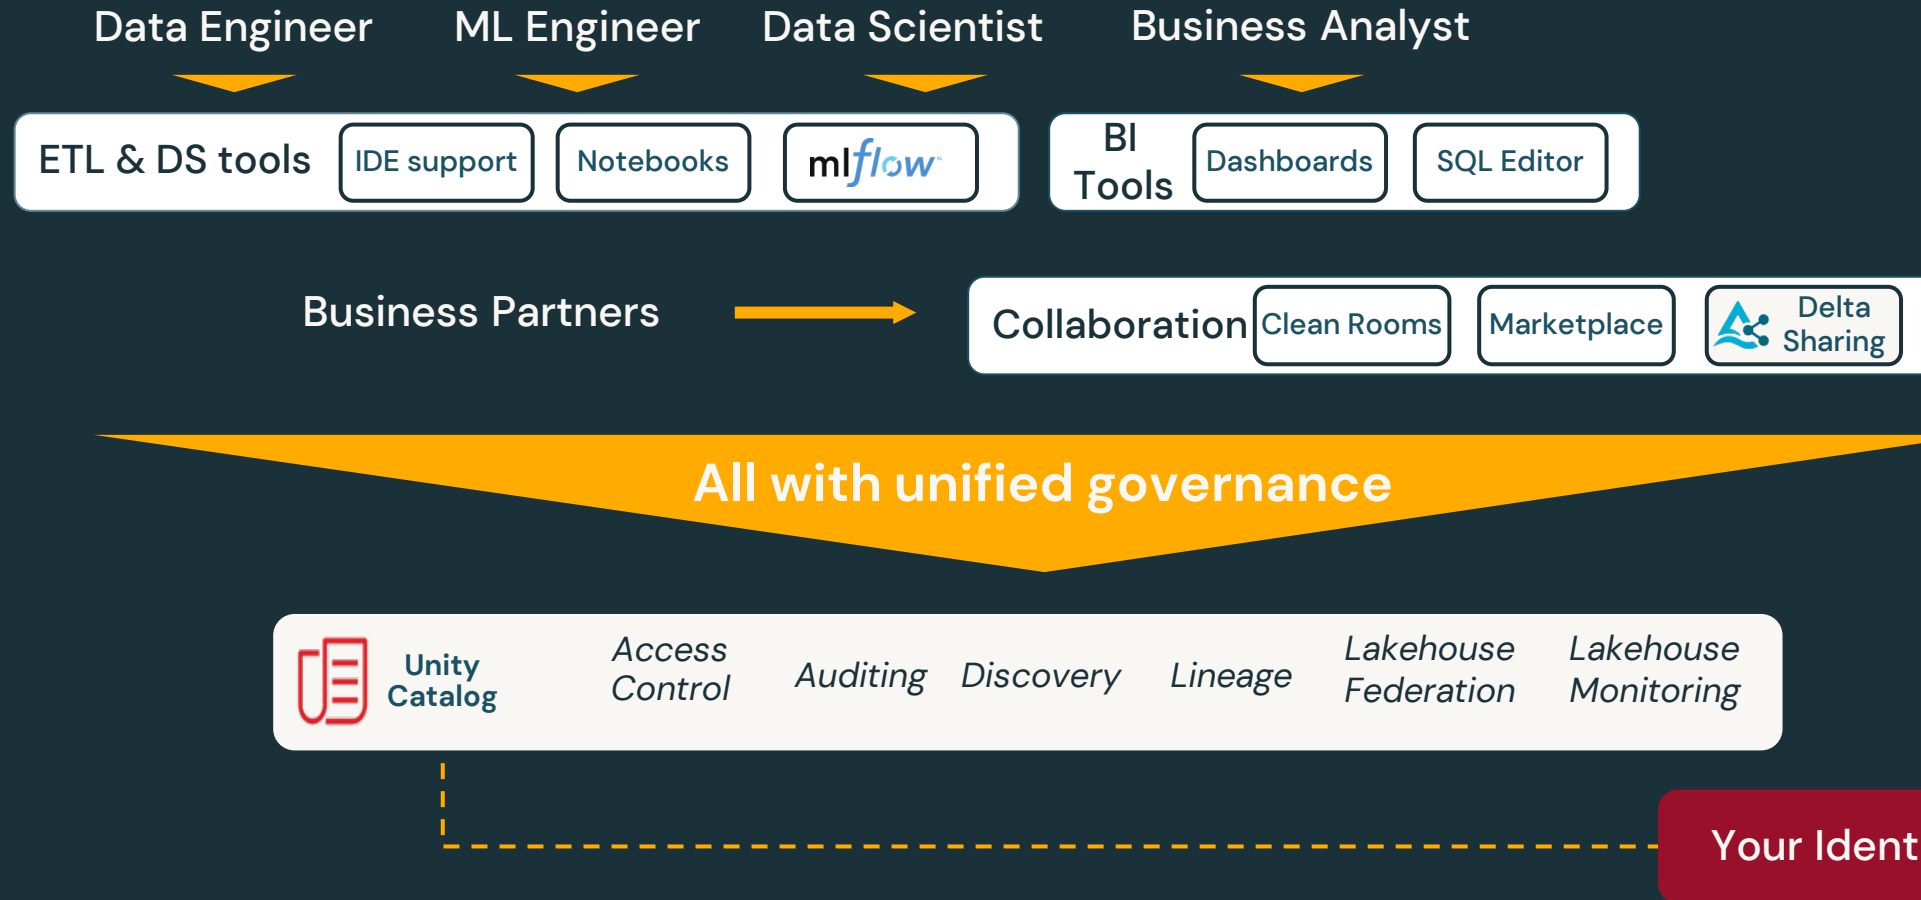 Data Engineer
ML Engineer
Data Scientist
Business Analyst
ETL & DS tools
IDE support
Notebooks
mlflow™
BI
Tools
Dashboards
SQL Editor
Business Partners
Collaboration
Clean Rooms
Marketplace
Delta
Sharing
All with unified governance
Unity
Catalog
Access
Control
Auditing
Discovery
Lineage
Lakehouse
Federation
Lakehouse
Monitoring
Your Ident